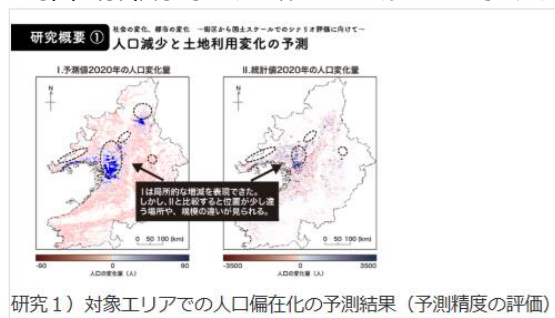 研究概要①
社会の変化、都市の変化 ～街区から国土スケールでのシナリオ評価に向けて～
人口減少と土地利用変化の予測
I.予測値2020年の人口変化量
II.統計値2020年の人口変化量
N
N
Iは局所的な増減を表現できた。
しかし、IIと比較すると位置が少し違
う場所や、規模の違いが見られる。
0 50 100 (km)
0 50 100 (km)
-90 0 90
人口の変化量（人）
-3500 0 3500
人口の変化量（人）
研究１）対象エリアでの人口偏在化の予測結果（予測精度の評価）